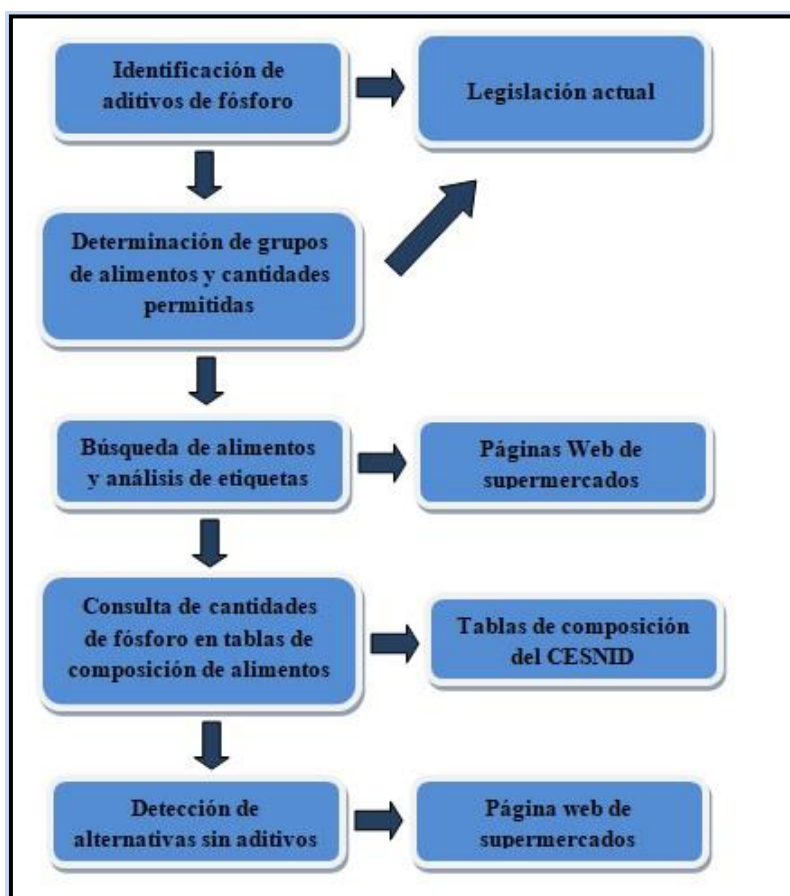 Identificación de
aditivos de fósforo
Legislación actual
Determinación de grupos
de alimentos y cantidades
permitidas
Búsqueda de alimentos
y análisis de etiquetas
Páginas Web de
supermercados
Consulta de cantidades
de fósforo en tablas de
composición de alimentos
Tablas de composición
del CESNID
Detección de
alternativas sin aditivos
Página web de
supermercados